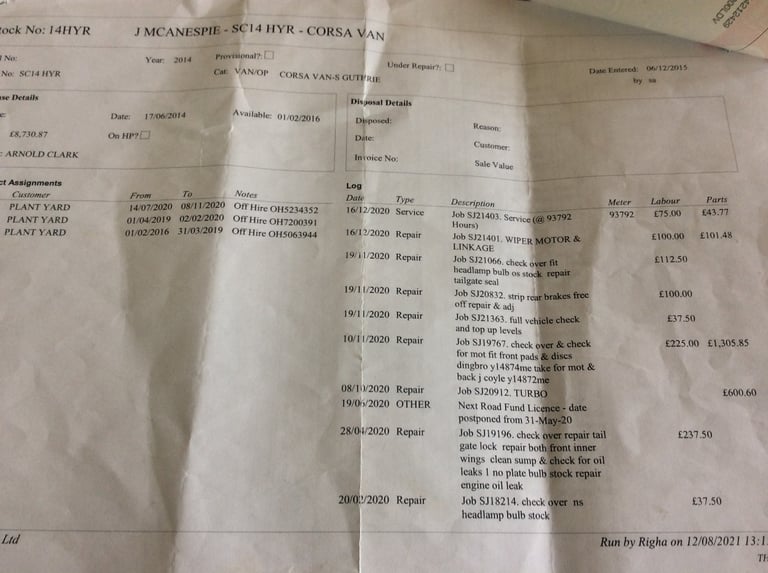 ock No: 14HYR J MCANESPIE - SC14 HYR - CORSA VAN
l No: Year: 2014 Provisional?: Under Repair?: Date Entered: 06/12/2015
No: SC14 HYR Cat: VAN/OP CORSA VAN-S GUTHRIE by sa
se Details
e: Date: 17/06/2014 Available: 01/02/2016
£8,730.87 On HP?
: ARNOLD CLARK
Disposal Details
Disposed: Reason:
Date: Customer:
Invoice No: Sale Value
ct Assignments
Customer From To Notes
PLANT YARD 14/07/2020 08/11/2020 Off Hire OH5234352
PLANT YARD 01/04/2019 02/02/2020 Off Hire OH7200391
PLANT YARD 01/02/2016 31/03/2019 Off Hire OH5063944
Log
Date Type Description Meter Labour Parts
16/12/2020 Service Job SJ21403. Service (@ 93792 93792 £75.00 £43.77
Hours)
16/12/2020 Repair Job SJ21401. WIPER MOTOR & £100.00 £101.48
LINKAGE
19/11/2020 Repair Job SJ21066. check over fit £112.50
headlamp bulb os stock repair
tailgate seal
19/11/2020 Repair Job SJ20832. strip rear brakes free £100.00
off repair & adj
19/11/2020 Repair Job SJ21363. full vehicle check £37.50
and top up levels
10/11/2020 Repair Job SJ19767. check over & check £225.00 £1,305.85
for mot fit front pads & discs
dingbro y14874me take for mot &
back j coyle y14872me
08/10/2020 Repair Job SJ20912. TURBO £600.60
19/06/2020 OTHER Next Road Fund Licence - date
postponed from 31-May-20
28/04/2020 Repair Job SJ19196. check over repair tail £237.50
gate lock repair both front inner
wings clean sump & check for oil
leaks 1 no plate bulb stock repair
engine oil leak
20/02/2020 Repair Job SJ18214. check over ns £37.50
headlamp bulb stock
Ltd Run by Righa on 12/08/2021 13:1